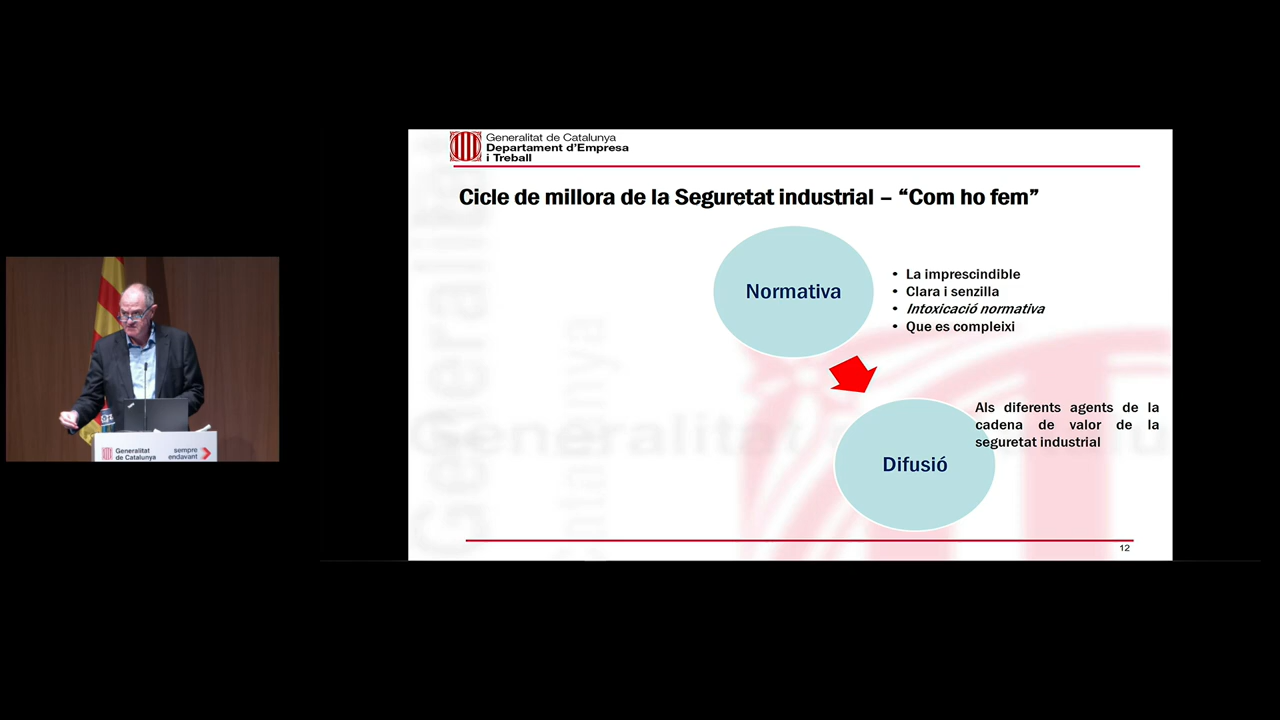 Generalitat de Catalunya
Departament d'Empresa
i Treball
Cicle de millora de la Seguretat industrial – “Com ho fem”
Normativa
• La imprescindible
• Clara i senzilla
• Intoxicació normativa
• Que es compleixi
Als diferents agents de la
cadena de valor de la
seguretat industrial
Difusió
12
Generalitat
de Catalunya
sempre
endavant
Generalitat
Catalunya